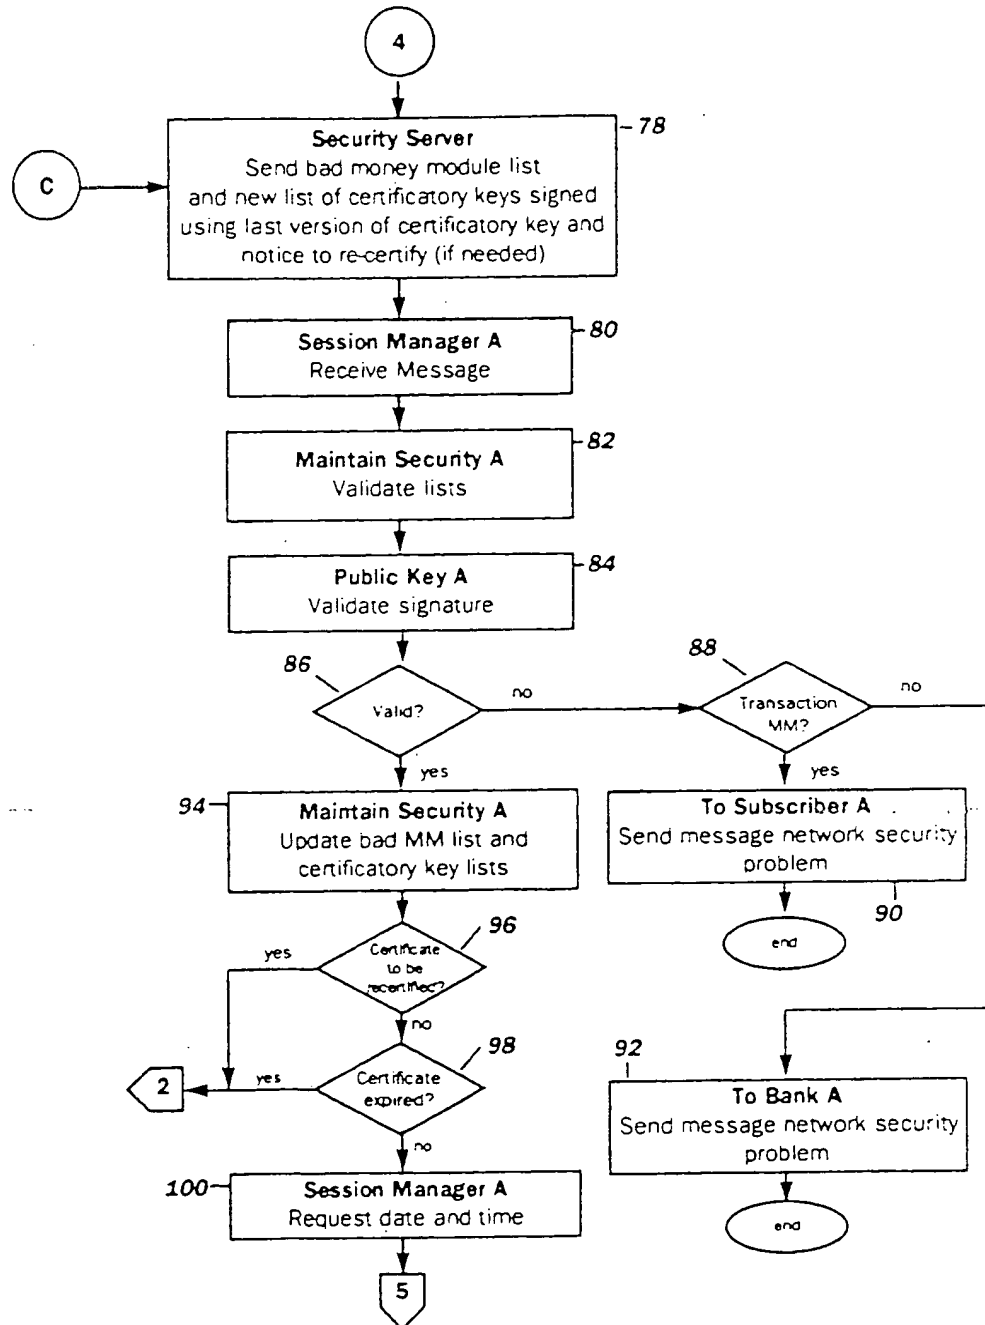 4
C
Security Server
Send bad money module list
and new list of certificatory keys signed
using last version of certificatory key and
notice to re-certify (if needed)
78
Session Manager A
Receive Message
80
Maintain Security A
Validate lists
82
Public Key A
Validate signature
84
86
Valid?
no
88
Transaction
MM?
no
yes
yes
94
Maintain Security A
Update bad MM list and
certificatory key lists
To Subscriber A
Send message network security
problem
90
end
96
Certificate
to be
recertified?
yes
no
98
Certificate
expired?
yes
2
no
92
To Bank A
Send message network security
problem
end
100
Session Manager A
Request date and time
5